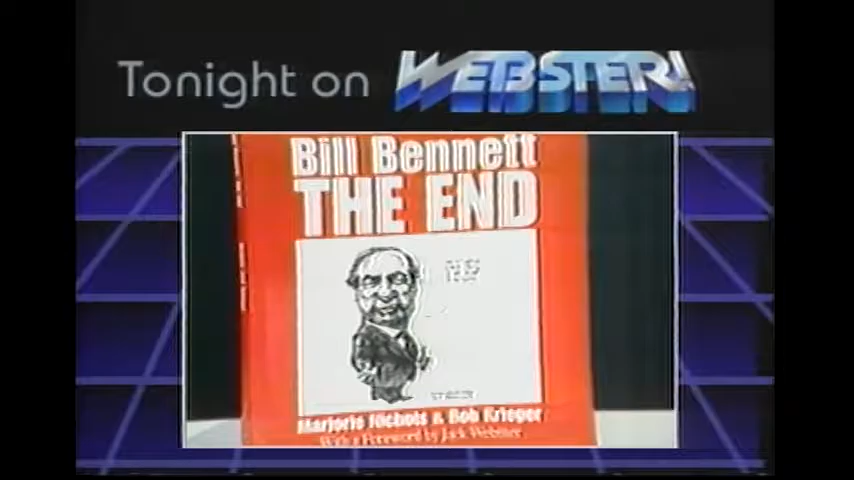 Tonight on WEBSTER!
Bill Bennett
THE END
Marjorie Nichols & Bob Krieger
With a Foreword by Jack Webster